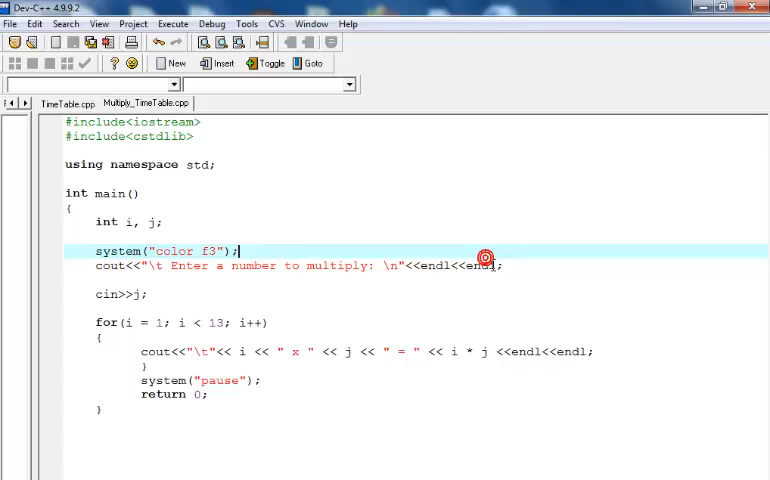 Dev-C++ 4.9.9.2
File Edit Search View Project Execute Debug Tools CVS Window Help
New Insert Toggle Goto
TimeTable.cpp Multiply_TimeTable.cpp
#include<iostream>
#include<cstdlib>
using namespace std;
int main()
{
int i, j;
system("color f3");
cout<<"\t Enter a number to multiply: \n"<<endl<<endl;
cin>>j;
for(i = 1; i < 13; i++)
{
cout<<"\t"<< i << " x " << j << " = " << i * j <<endl<<endl;
}
system("pause");
return 0;
}